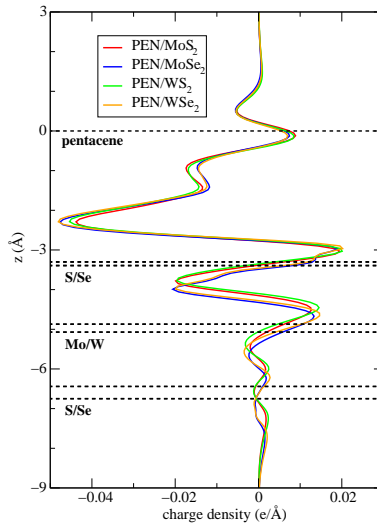 3
PEN/MoS2
PEN/MoSe2
PEN/WS2
PEN/WSe2
0
pentacene
z (Å)
−3
S/Se
Mo/W
−6
S/Se
−9
−0.04 −0.02 0 0.02
charge density (e/Å)